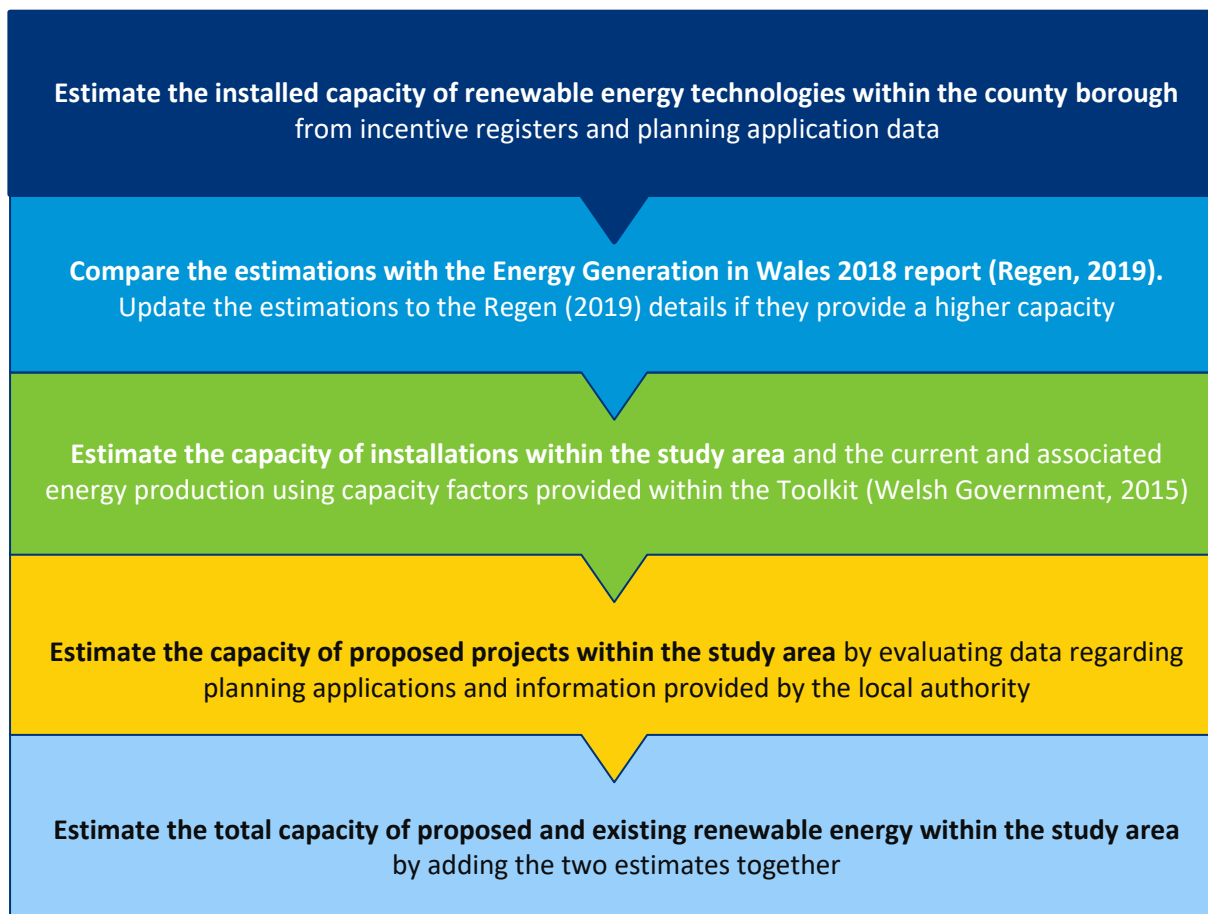 Estimate the installed capacity of renewable energy technologies within the county borough
from incentive registers and planning application data
Compare the estimations with the Energy Generation in Wales 2018 report (Regen, 2019).
Update the estimations to the Regen (2019) details if they provide a higher capacity
Estimate the capacity of installations within the study area and the current and associated
energy production using capacity factors provided within the Toolkit (Welsh Government, 2015)
Estimate the capacity of proposed projects within the study area by evaluating data regarding
planning applications and information provided by the local authority
Estimate the total capacity of proposed and existing renewable energy within the study area
by adding the two estimates together